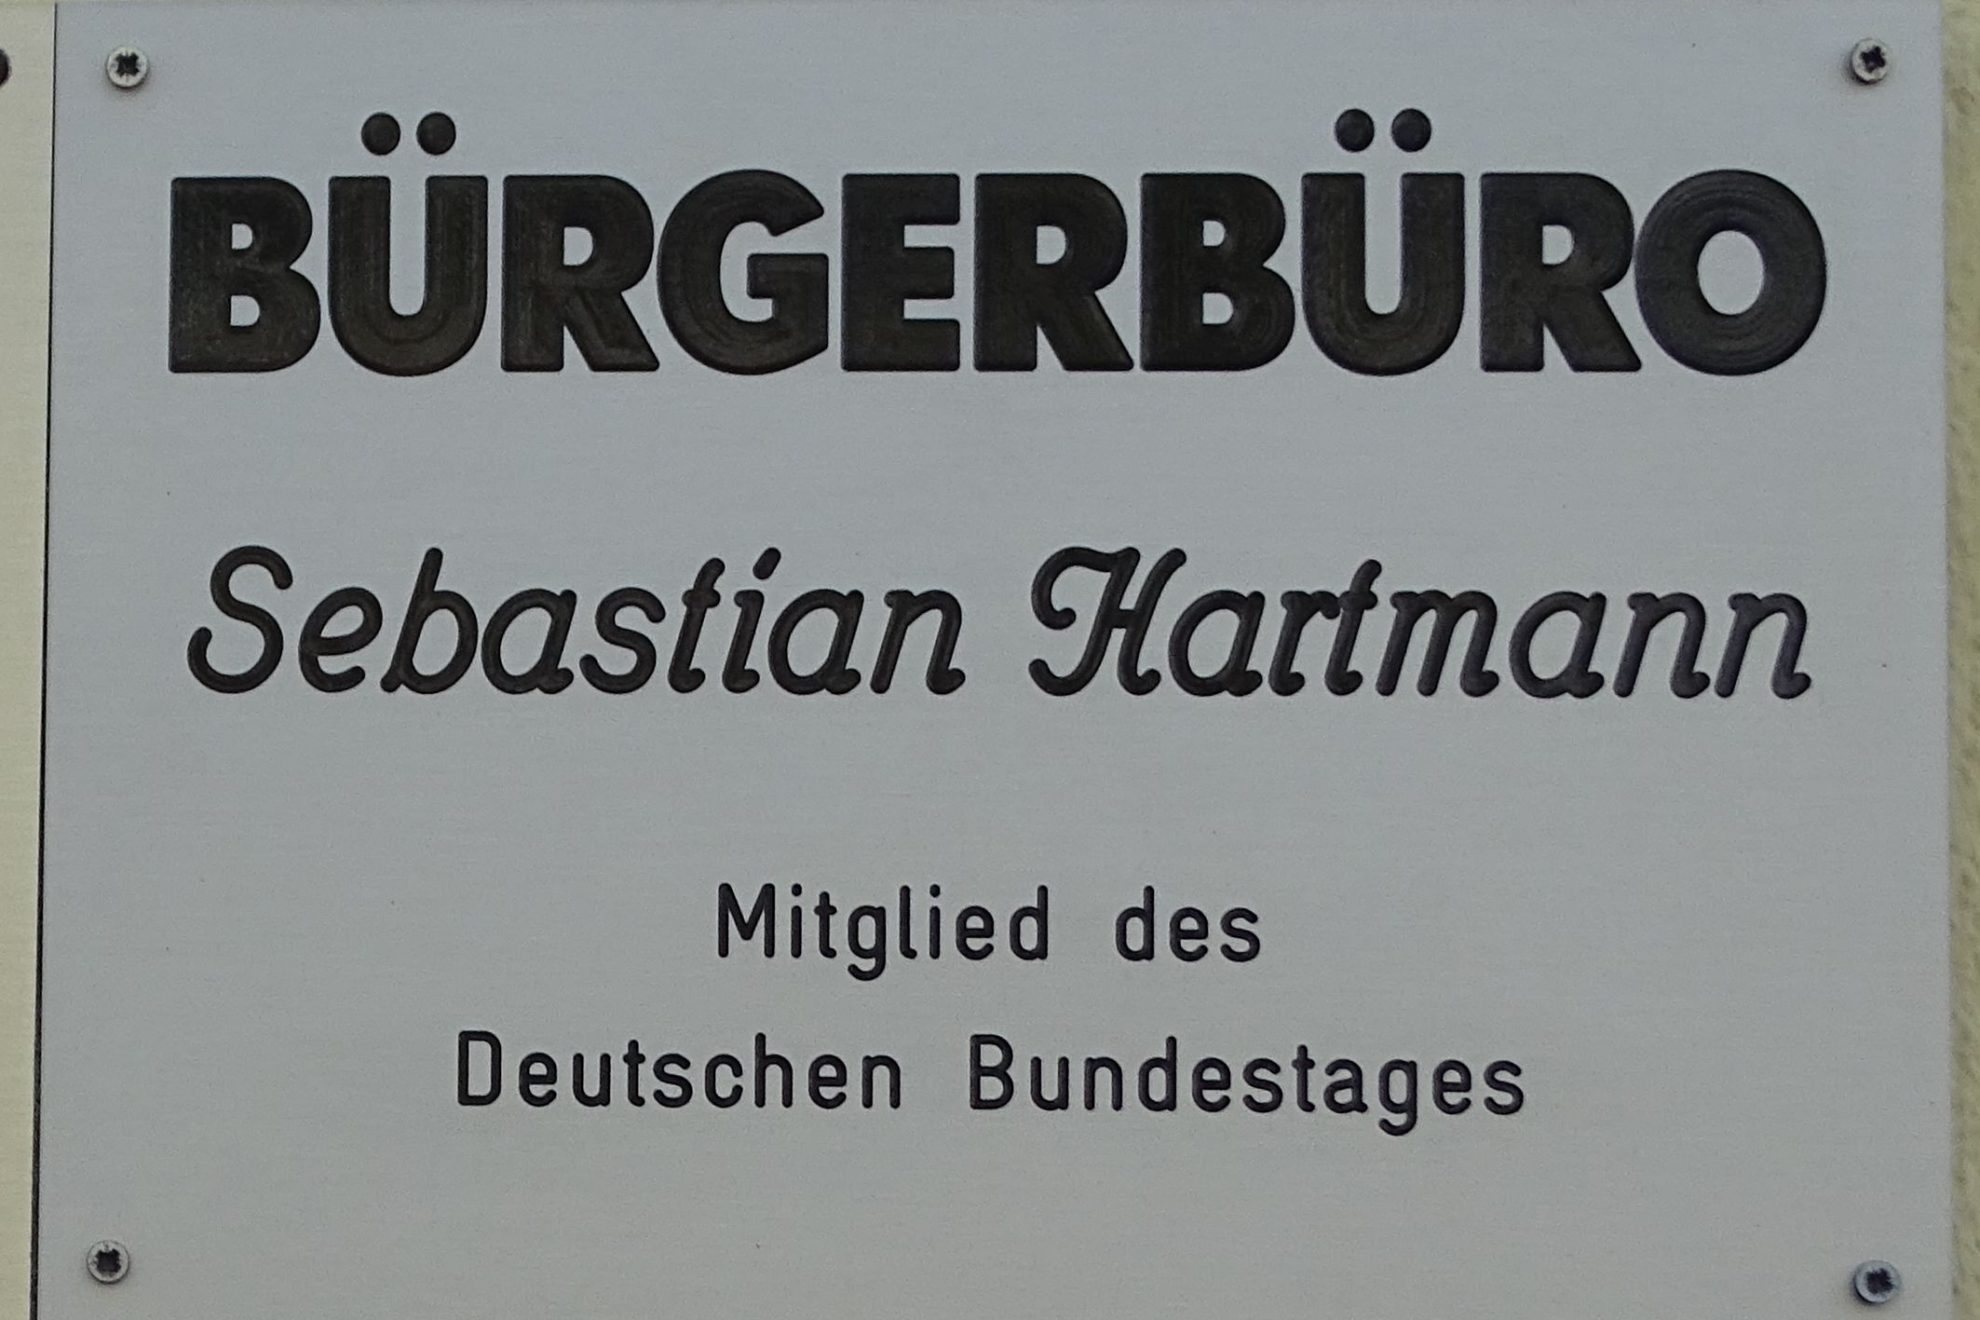 BÜRGERBÜRO
Sebastian Hartmann
Mitglied des
Deutschen Bundestages